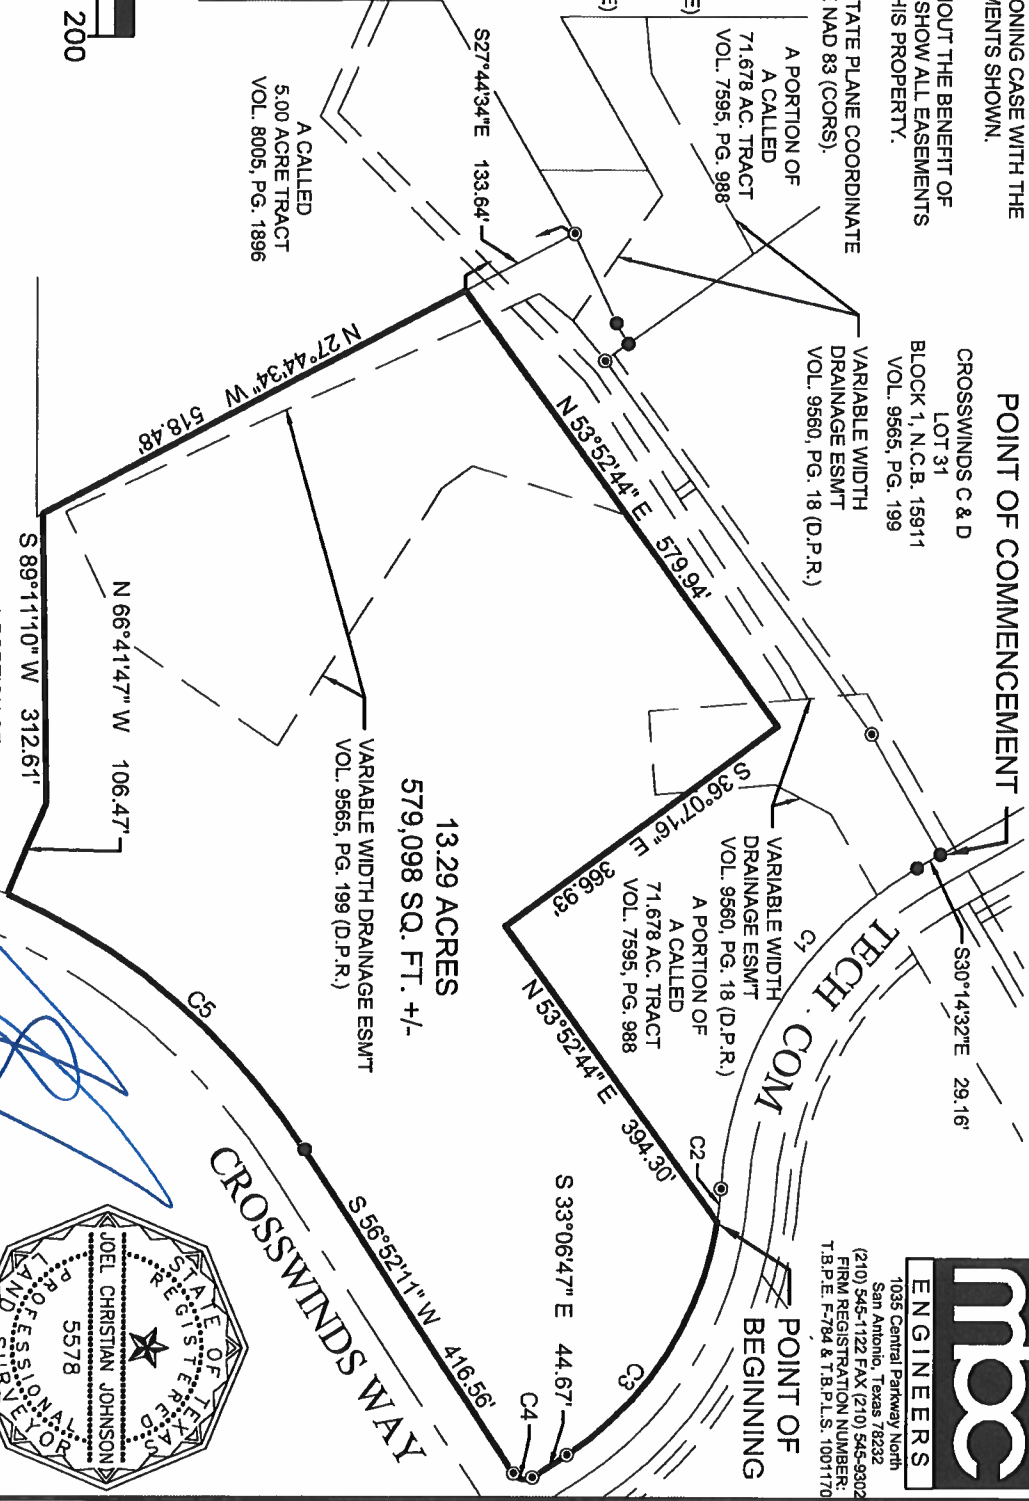 ONING CASE WITH THE
MENTS SHOWN.
OUT THE BENEFIT OF
SHOW ALL EASEMENTS
HIS PROPERTY.
TATE PLANE COORDINATE
NAD 83 (CORS).
POINT OF COMMENCEMENT
S30°14'32"E 29.16'
CROSSWINDS C & D
LOT 31
BLOCK 1, N.C.B. 15911
VOL. 9565, PG. 199
VARIABLE WIDTH
DRAINAGE ESM'T
VOL. 9560, PG. 18 (D.P.R.)
A PORTION OF
A CALLED
71.678 AC. TRACT
VOL. 7595, PG. 988
S27°44'34"E 133.64'
A CALLED
5.00 ACRE TRACT
VOL. 8005, PG. 1896
200
N 53°52'44" E 579.94'
S 36°07'16" E 366.93'
VARIABLE WIDTH
DRAINAGE ESM'T
VOL. 9560, PG. 18 (D.P.R.)
A PORTION OF
A CALLED
71.678 AC. TRACT
VOL. 7595, PG. 988
C1
TECH COM
N 53°52'44" E 394.30'
C2
POINT OF
BEGINNING
C3
S 33°06'47" E 44.67'
C4
13.29 ACRES
579,098 SQ. FT. +/-
VARIABLE WIDTH DRAINAGE ESM'T
VOL. 9565, PG. 199 (D.P.R.)
N 27°44'34" W 518.48'
N 66°41'47" W 106.47'
S 89°11'10" W 312.61'
C5
S 56°52'11" W 416.56'
CROSSWINDS WAY
mbc
ENGINEERS
1035 Central Parkway North
San Antonio, Texas 78232
(210) 545-1122 FAX (210) 545-9302
FIRM REGISTRATION NUMBER:
T.B.P.E. F-784 & T.B.P.L.S. 1001170
STATE OF TEXAS
REGISTERED
JOEL CHRISTIAN JOHNSON
5578
PROFESSIONAL
LAND SURVEYOR